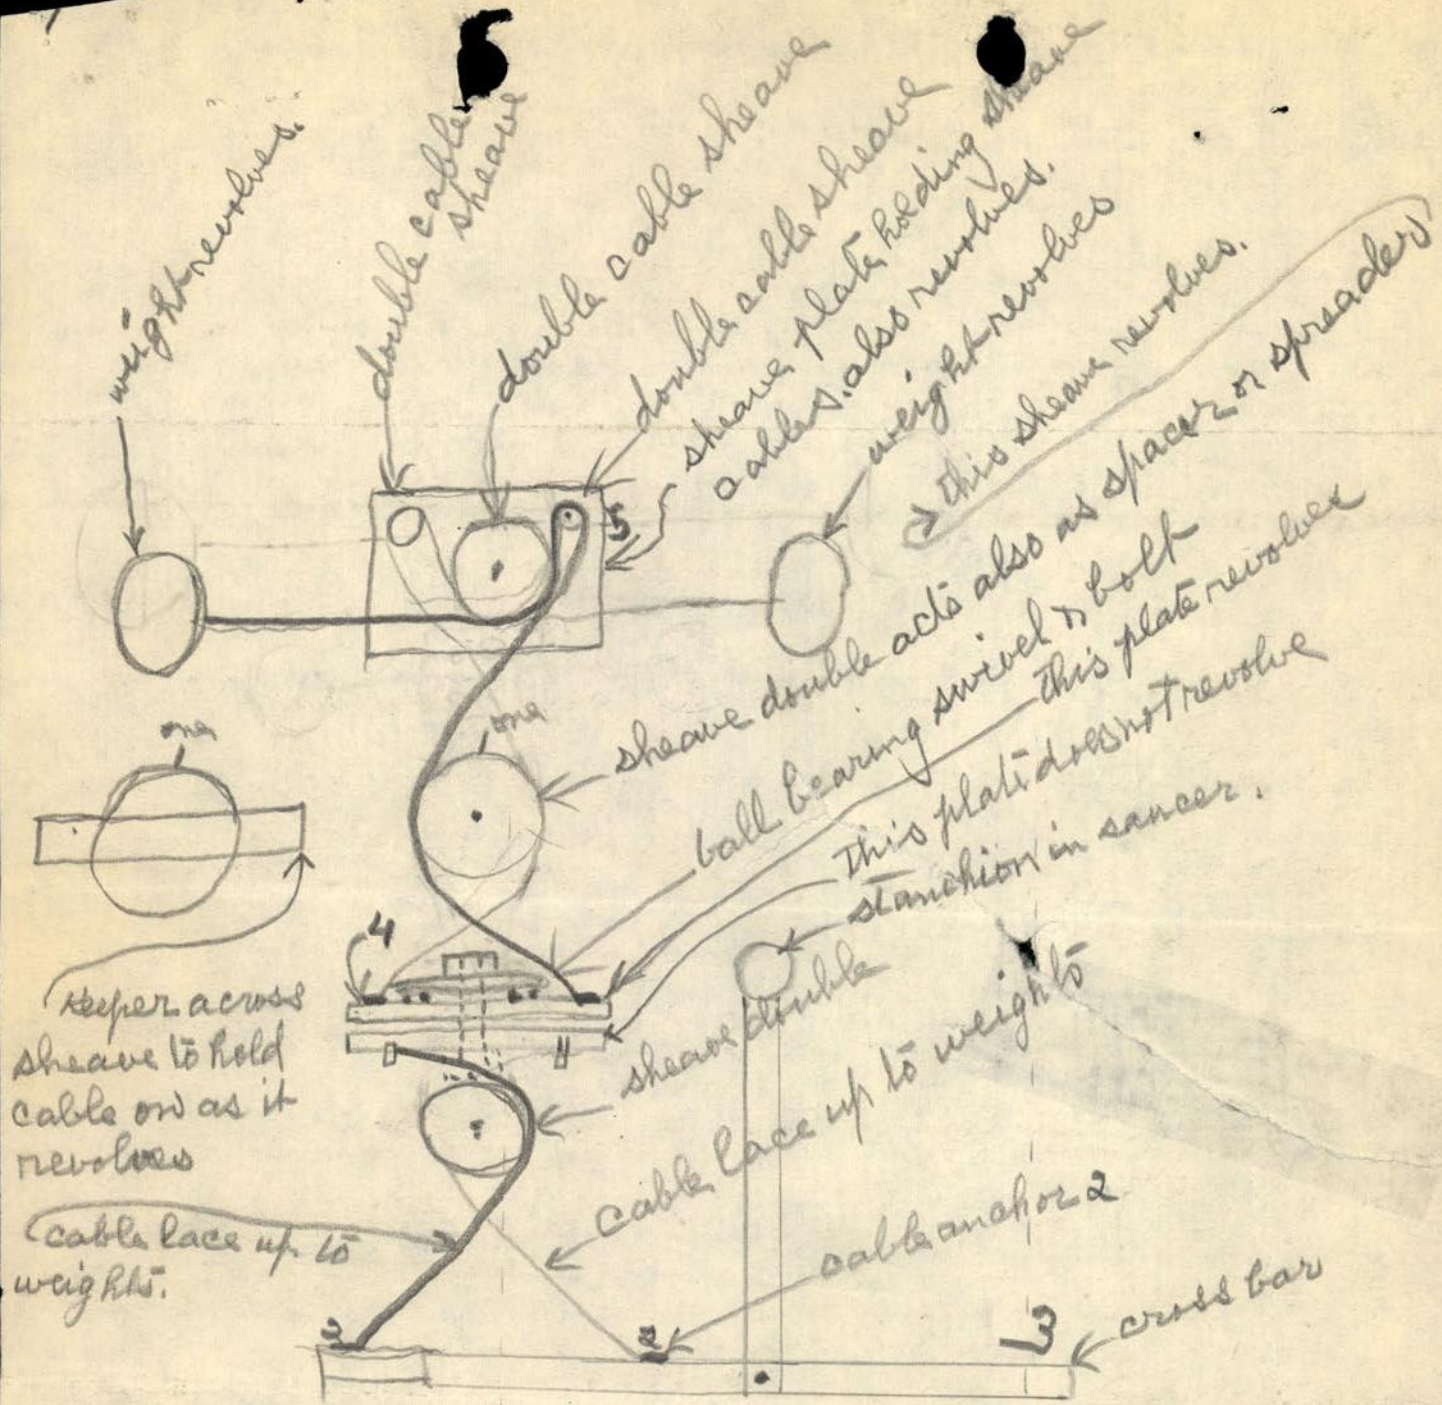 weight revolves.
double cable
sheave
double cable sheave
double cable sheave
sheave plate holding sheave
cables. also revolves.
weight revolves
this sheave revolves.
5
one
one
sheave double acts also as spacer or spreader
ball bearing swivel & bolt
this plate revolves
This plate does not revolve
stanchion in saucer.
4
keeper across
sheave to hold
cable on as it
revolves
sheave double
cable lace up to weights
cable lace up to
weights.
cable anchor 2
2
2
3
cross bar